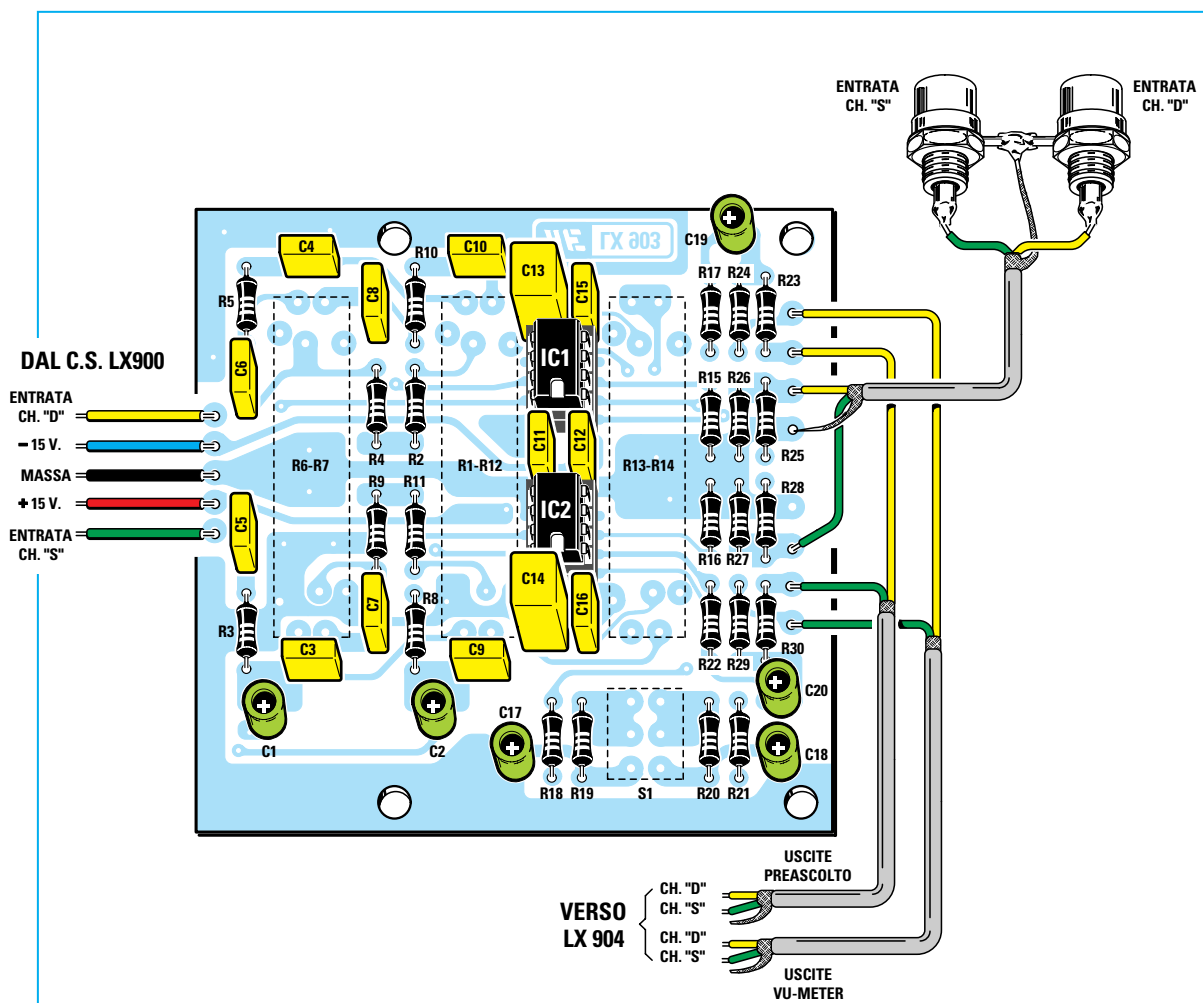 ENTRATA
CH. "S"
ENTRATA
CH. "D"
LX 903
C4
C10
C19
R10
C13
C15
R17 R24
R23
R5
C8
IC1
DAL C.S. LX900
C6
ENTRATA
CH. "D"
– 15 V.
MASSA
+ 15 V.
ENTRATA
CH. "S"
R15 R26
R4 R2
C11
C12
R25
R6-R7
R1-R12
R13-R14
R9 R11
R28
C5
IC2
R16 R27
C14
C16
C7
R8
R3
C3
C9
R22 R29
R30
C20
C1
C2
C17
C18
R18 R19
S1
R20 R21
USCITE
PREASCOLTO
VERSO
LX 904
CH. "D"
CH. "S"
CH. "D"
CH. "S"
USCITE
VU-METER